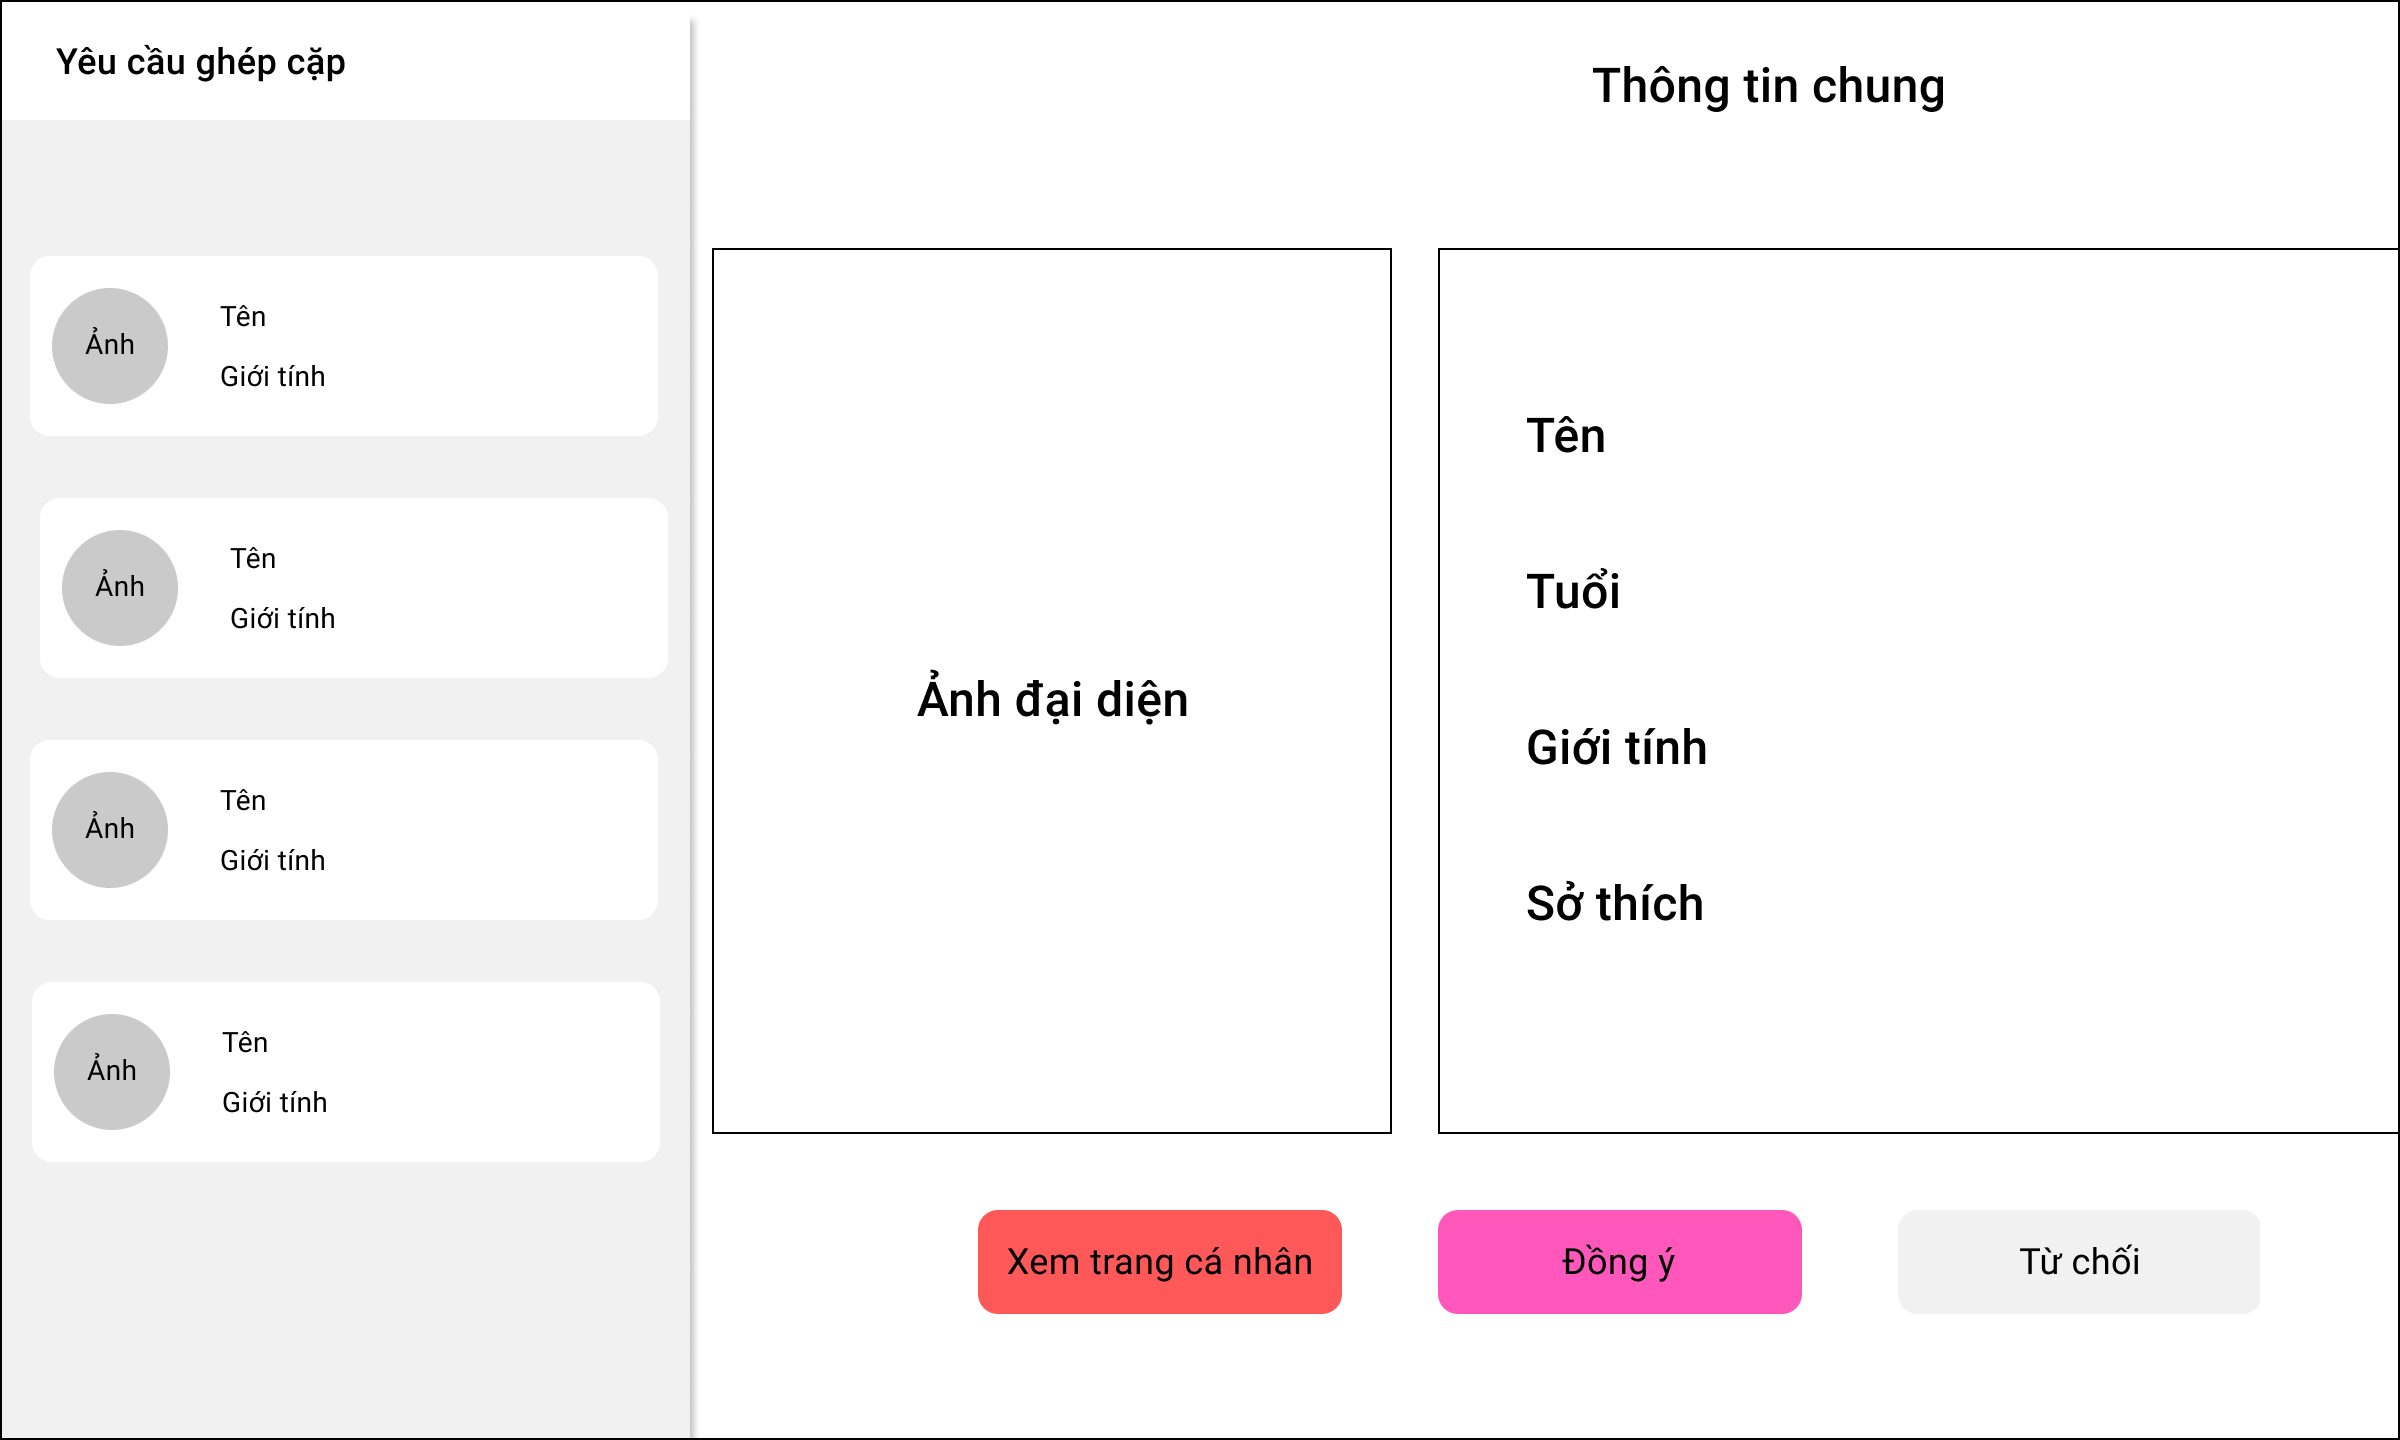 Yêu cầu ghép cặp
Ảnh
Tên
Giới tính
Ảnh
Tên
Giới tính
Ảnh
Tên
Giới tính
Ảnh
Tên
Giới tính
Thông tin chung
Ảnh đại diện
Tên
Tuổi
Giới tính
Sở thích
Xem trang cá nhân
Đồng ý
Từ chối